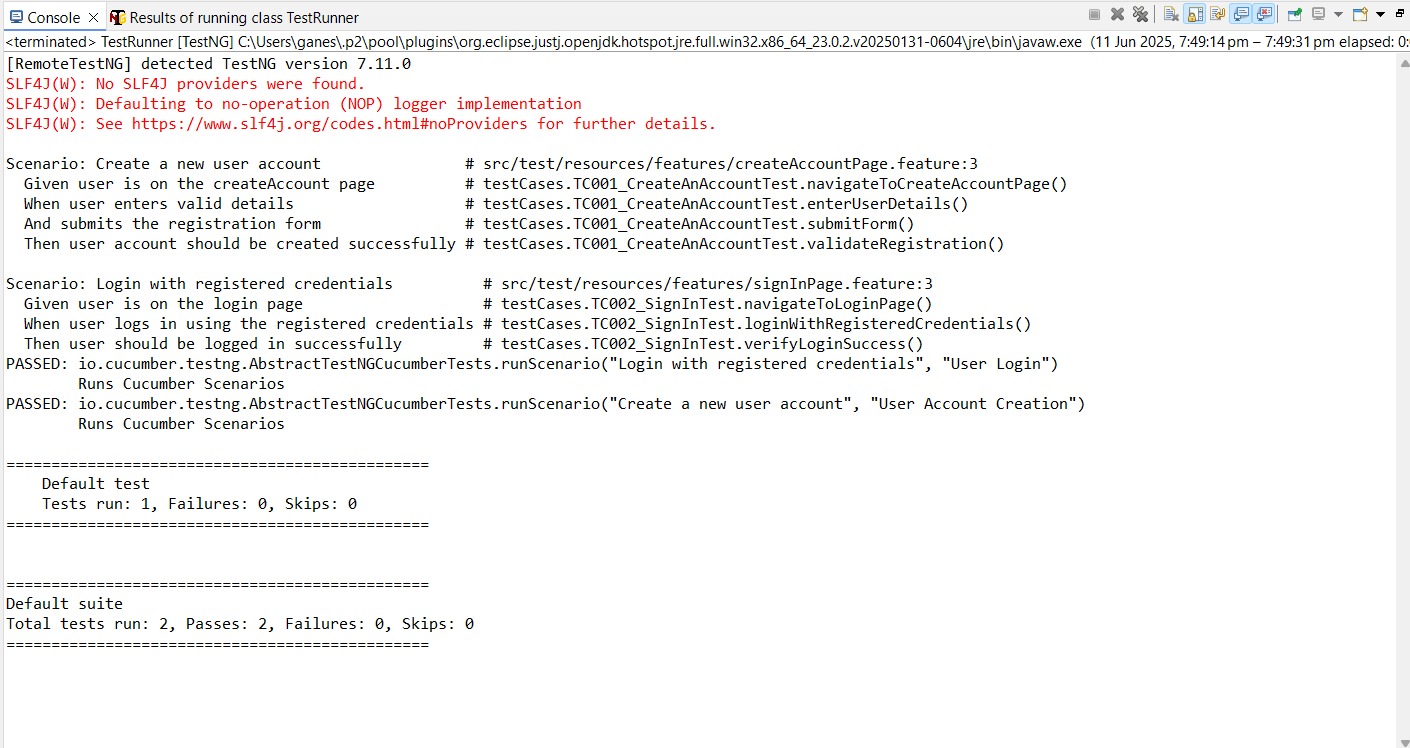 Console
Results of running class TestRunner
<terminated> TestRunner [TestNG] C:\Users\ganes\.p2\pool\plugins\org.eclipse.justj.openjdk.hotspot.jre.full.win32.x86_64_23.0.2.v20250131-0604\jre\bin\javaw.exe (11 Jun 2025, 7:49:14 pm – 7:49:31 pm elapsed: 0:
[RemoteTestNG] detected TestNG version 7.11.0
SLF4J(W): No SLF4J providers were found.
SLF4J(W): Defaulting to no-operation (NOP) logger implementation
SLF4J(W): See https://www.slf4j.org/codes.html#noProviders for further details.
Scenario: Create a new user account # src/test/resources/features/createAccountPage.feature:3
Given user is on the createAccount page # testCases.TC001_CreateAnAccountTest.navigateToCreateAccountPage()
When user enters valid details # testCases.TC001_CreateAnAccountTest.enterUserDetails()
And submits the registration form # testCases.TC001_CreateAnAccountTest.submitForm()
Then user account should be created successfully # testCases.TC001_CreateAnAccountTest.validateRegistration()
Scenario: Login with registered credentials # src/test/resources/features/signInPage.feature:3
Given user is on the login page # testCases.TC002_SignInTest.navigateToLoginPage()
When user logs in using the registered credentials # testCases.TC002_SignInTest.loginWithRegisteredCredentials()
Then user should be logged in successfully # testCases.TC002_SignInTest.verifyLoginSuccess()
PASSED: io.cucumber.testng.AbstractTestNGCucumberTests.runScenario("Login with registered credentials", "User Login")
Runs Cucumber Scenarios
PASSED: io.cucumber.testng.AbstractTestNGCucumberTests.runScenario("Create a new user account", "User Account Creation")
Runs Cucumber Scenarios
===============================================
Default test
Tests run: 1, Failures: 0, Skips: 0
===============================================
===============================================
Default suite
Total tests run: 2, Passes: 2, Failures: 0, Skips: 0
===============================================